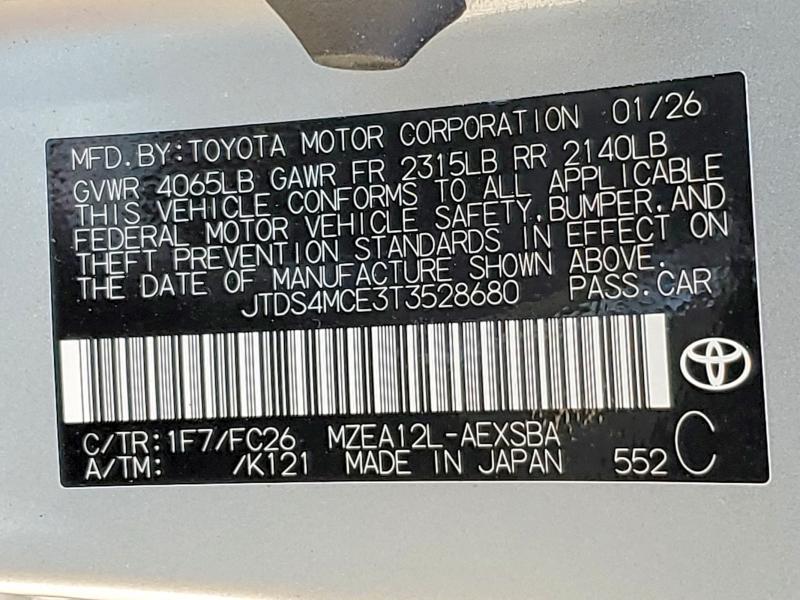 MFD. BY: TOYOTA MOTOR CORPORATION 01/26
GVWR 4065LB GAWR FR 2315LB RR 2140LB
THIS VEHICLE CONFORMS TO ALL APPLICABLE
FEDERAL MOTOR VEHICLE SAFETY, BUMPER, AND
THEFT PREVENTION STANDARDS IN EFFECT ON
THE DATE OF MANUFACTURE SHOWN ABOVE.
JTDS4MCE3T3528680 PASS. CAR
C/TR: 1F7/FC26 MZEA12L-AEXSBA C
A/TM: /K121 MADE IN JAPAN 552